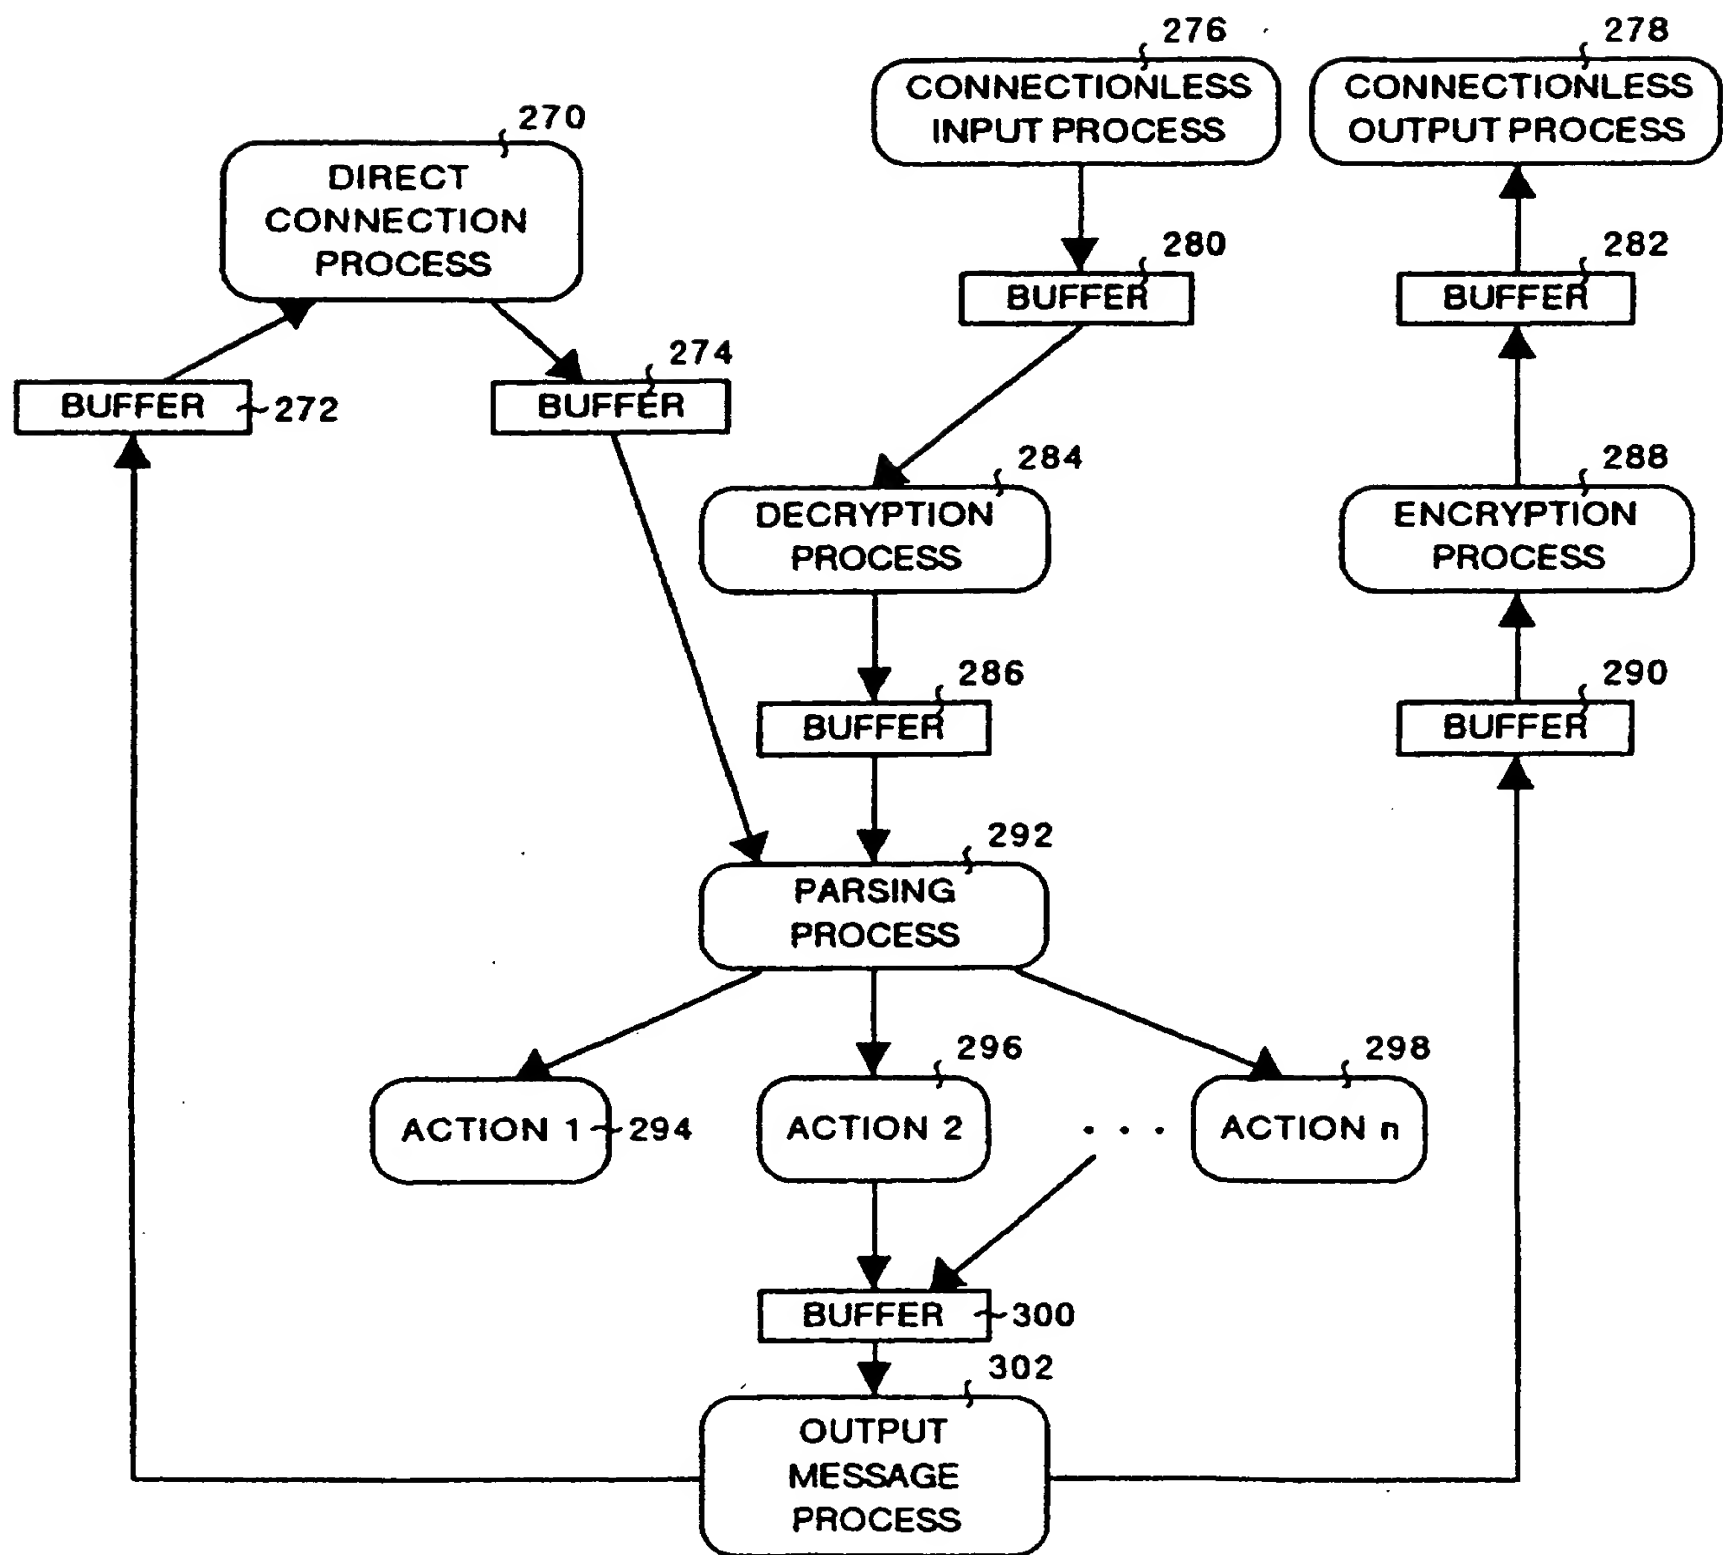 276
278
CONNECTIONLESS
INPUT PROCESS
CONNECTIONLESS
OUTPUT PROCESS
270
DIRECT
CONNECTION
PROCESS
280
BUFFER
282
BUFFER
BUFFER
272
274
BUFFER
284
DECRYPTION
PROCESS
288
ENCRYPTION
PROCESS
286
BUFFER
290
BUFFER
292
PARSING
PROCESS
ACTION 1
294
296
ACTION 2
. . .
298
ACTION n
BUFFER
300
302
OUTPUT
MESSAGE
PROCESS